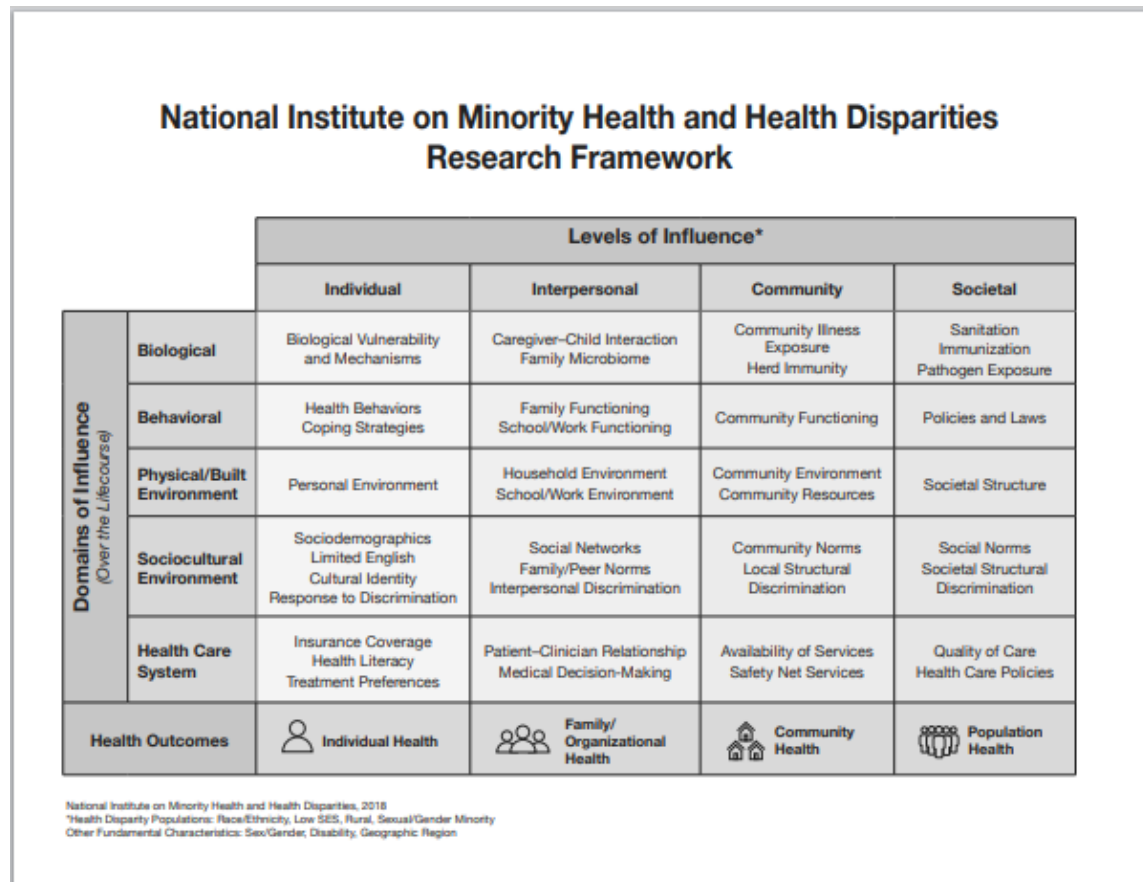 National Institute on Minority Health and Health Disparities
Research Framework
Levels of Influence*
Individual
Interpersonal
Community
Societal
Domains of Influence
(Over the Lifecourse)
Biological
Biological Vulnerability
and Mechanisms
Caregiver–Child Interaction
Family Microbiome
Community Illness
Exposure
Herd Immunity
Sanitation
Immunization
Pathogen Exposure
Behavioral
Health Behaviors
Coping Strategies
Family Functioning
School/Work Functioning
Community Functioning
Policies and Laws
Physical/Built
Environment
Personal Environment
Household Environment
School/Work Environment
Community Environment
Community Resources
Societal Structure
Sociocultural
Environment
Sociodemographics
Limited English
Cultural Identity
Response to Discrimination
Social Networks
Family/Peer Norms
Interpersonal Discrimination
Community Norms
Local Structural
Discrimination
Social Norms
Societal Structural
Discrimination
Health Care
System
Insurance Coverage
Health Literacy
Treatment Preferences
Patient–Clinician Relationship
Medical Decision-Making
Availability of Services
Safety Net Services
Quality of Care
Health Care Policies
Health Outcomes
Individual Health
Family/
Organizational
Health
Community
Health
Population
Health
National Institute on Minority Health and Health Disparities, 2018
*Health Disparity Populations: Race/Ethnicity, Low SES, Rural, Sexual/Gender Minority
Other Fundamental Characteristics: Sex/Gender, Disability, Geographic Region